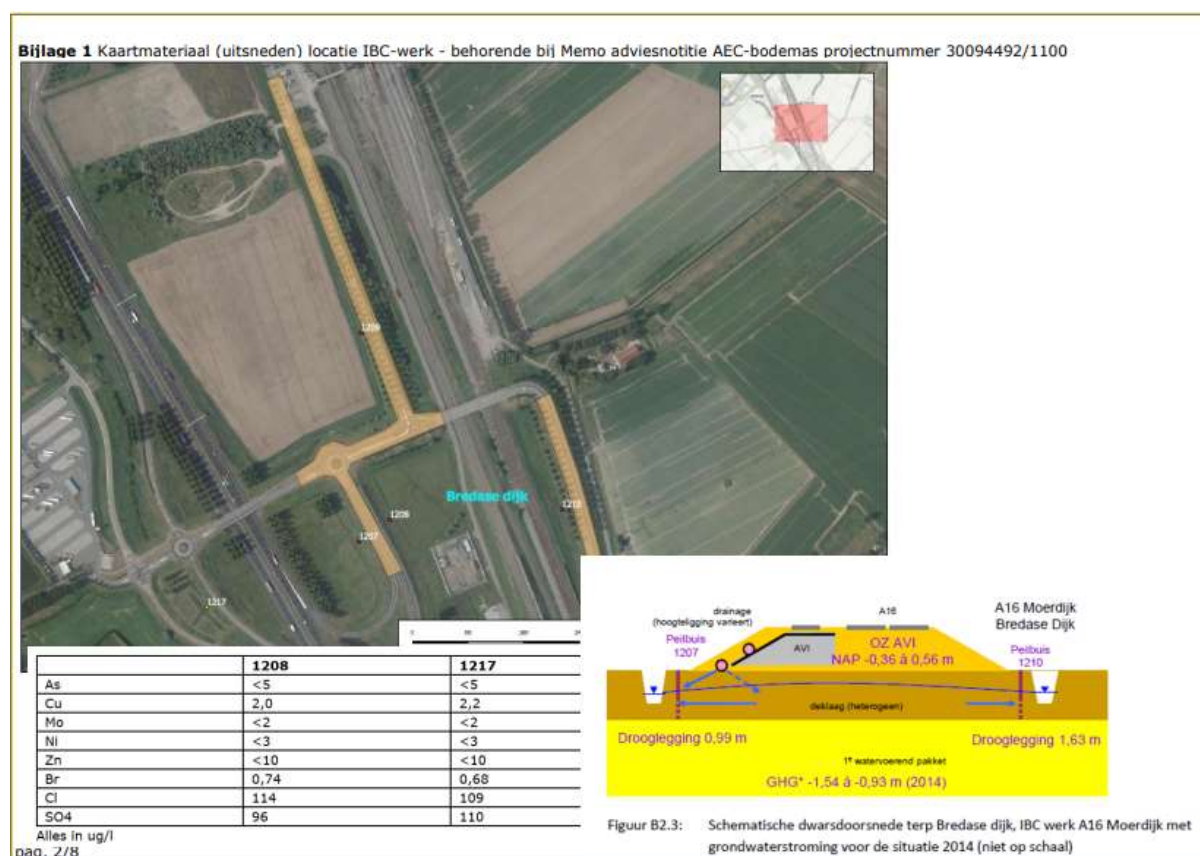 Bijlage 1 Kaartmateriaal (uitsneden) locatie IBC-werk - behorende bij Memo adviesnotitie AEC-bodemas projectnummer 30094492/1100
1209
Bredase dijk
1206
1207
1210
1217
0
1208 1217
As <5 <5
Cu 2,0 2,2
Mo <2 <2
Ni <3 <3
Zn <10 <10
Br 0,74 0,68
Cl 114 109
SO4 96 110
Alles in ug/l
pag. 2/8
drainage
(hoogteligging varieert)
A16
A16 Moerdijk
Bredase Dijk
Peilbuis
1207
AVI
OZ AVI
NAP -0,36 à 0,56 m
Peilbuis
1210
deklaag (heterogeen)
Drooglegging 0,99 m
Drooglegging 1,63 m
1e watervoerend pakket
GHG* -1,54 à -0,93 m (2014)
Figuur B2.3: Schematische dwarsdoorsnede terp Bredase dijk, IBC werk A16 Moerdijk met
grondwaterstroming voor de situatie 2014 (niet op schaal)